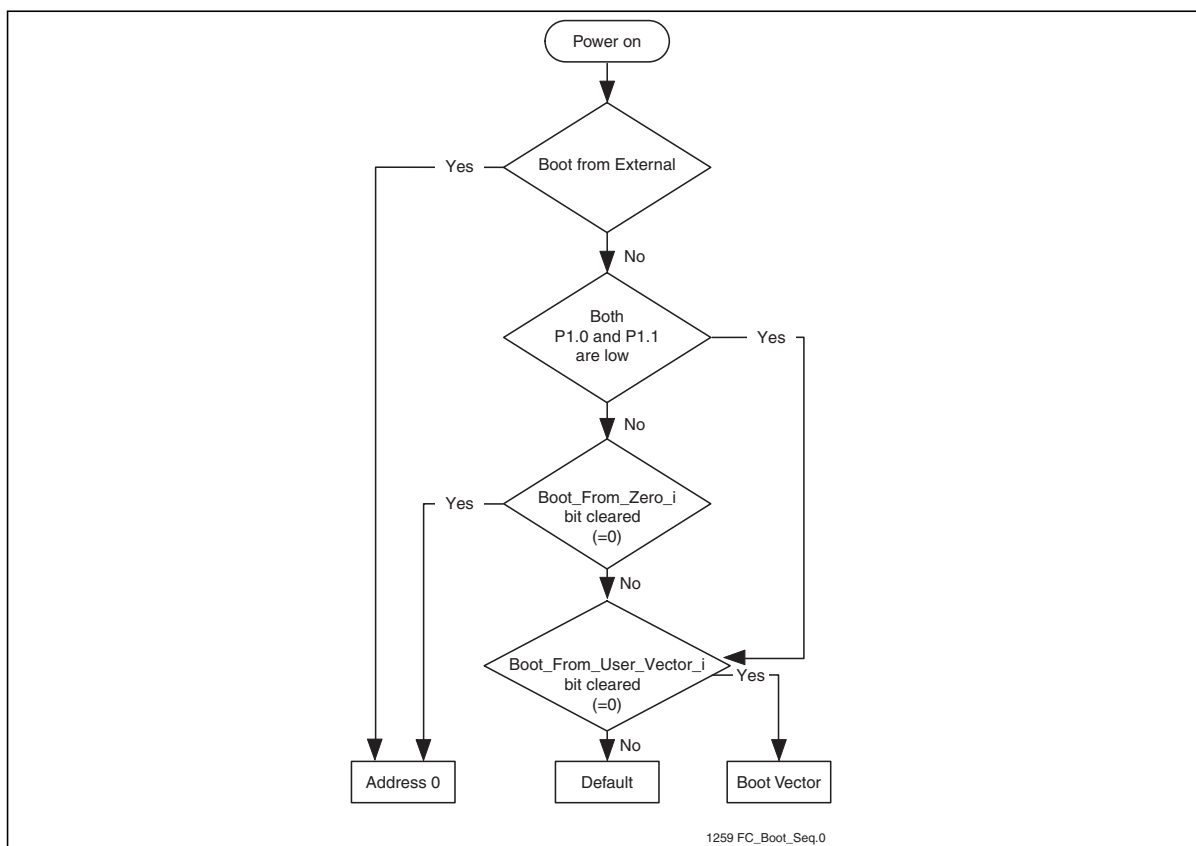 Power on
Boot from External
Yes
No
Both
P1.0 and P1.1
are low
Yes
No
Boot_From_Zero_i
bit cleared
(=0)
Yes
No
Boot_From_User_Vector_i
bit cleared
(=0)
Yes
No
Address 0
Default
Boot Vector
1259 FC_Boot_Seq.0